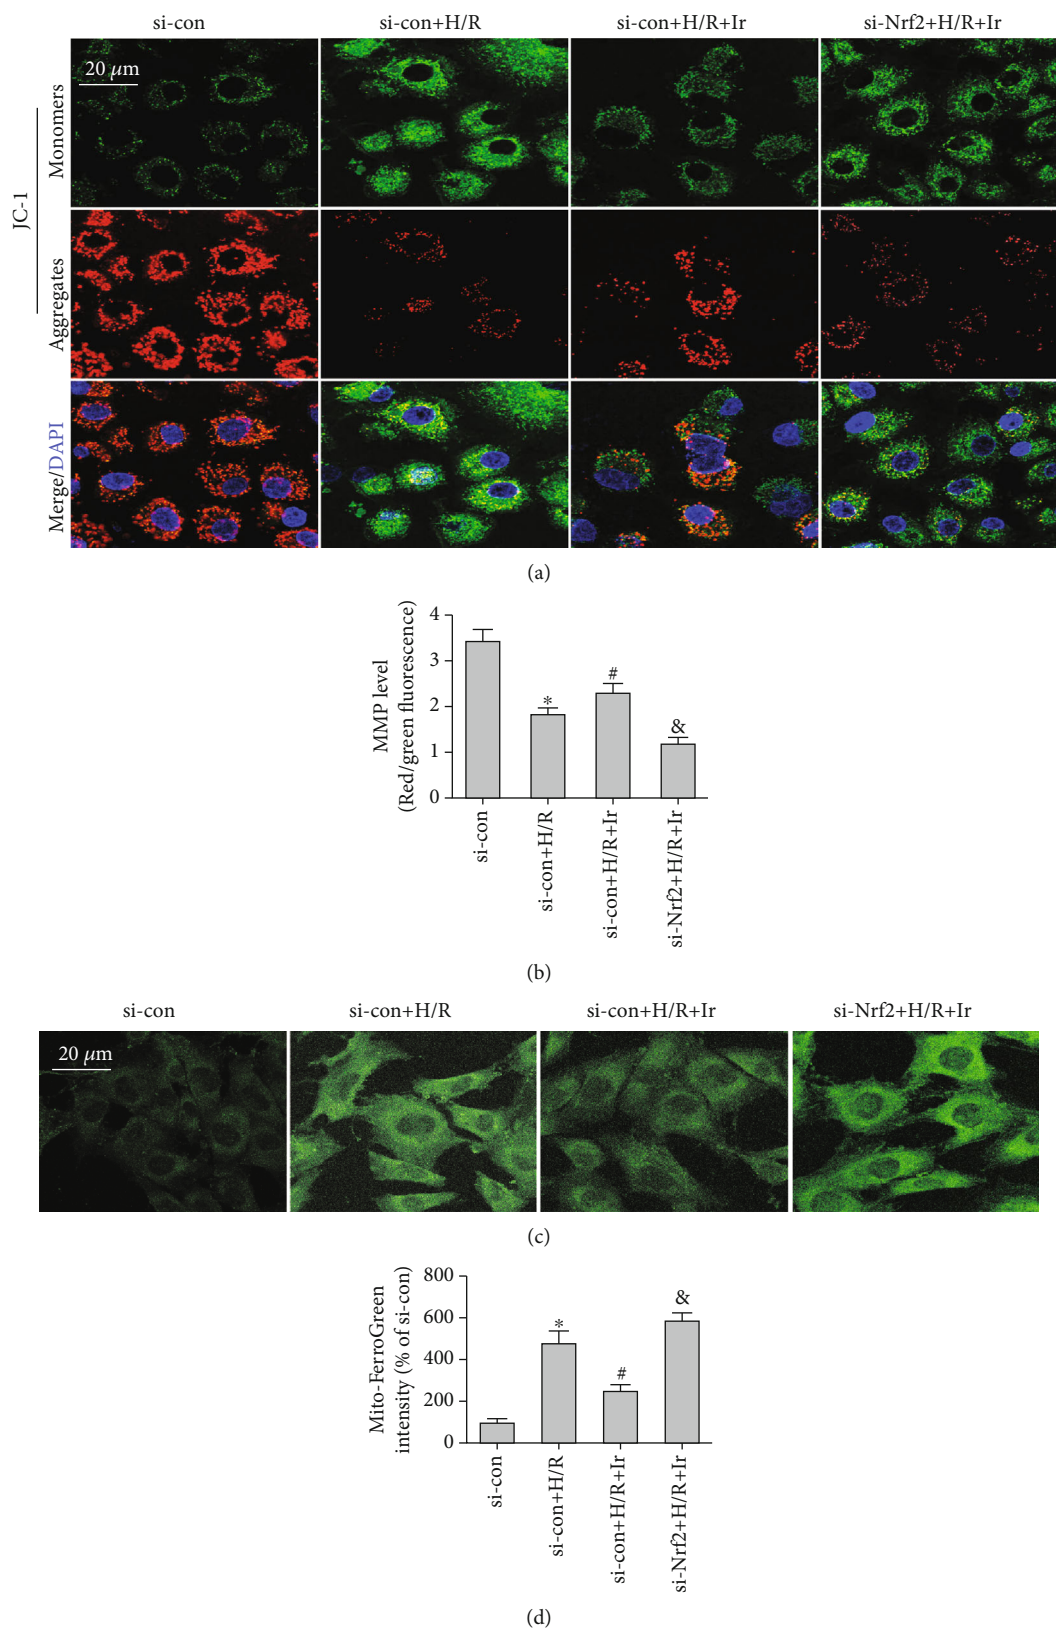 si-con si-con+H/R si-con+H/R+Ir si-Nrf2+H/R+Ir
20 μm
JC-1
Monomers
Aggregates
Merge/DAPI
(a)
MMP level
(Red/green fluorescence)
4
3
2
1
0
*
#
&
si-con
si-con+H/R
si-con+H/R+Ir
si-Nrf2+H/R+Ir
(b)
si-con si-con+H/R si-con+H/R+Ir si-Nrf2+H/R+Ir
20 μm
(c)
Mito-FerroGreen
intensity (% of si-con)
800
600
400
200
0
*
#
&
si-con
si-con+H/R
si-con+H/R+Ir
si-Nrf2+H/R+Ir
(d)